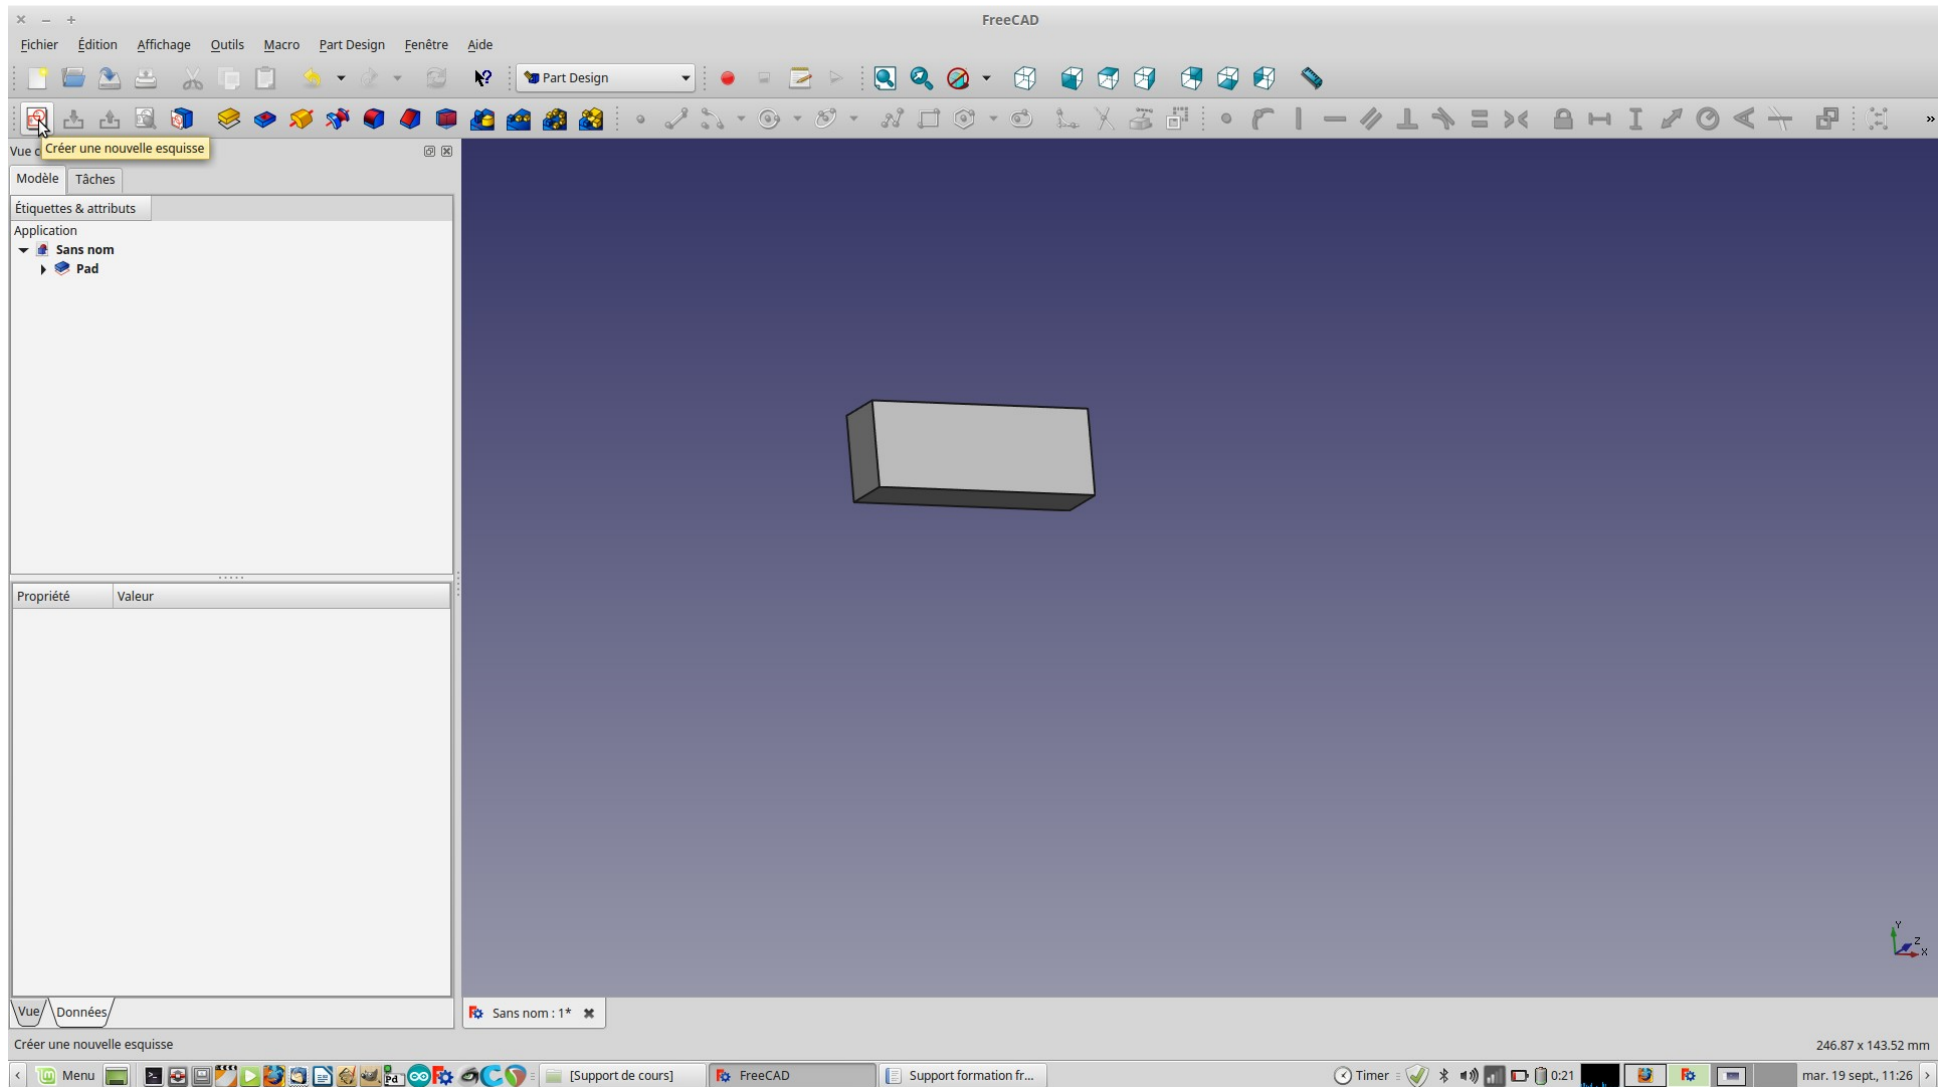 FreeCAD
Fichier Édition Affichage Outils Macro Part Design Fenêtre Aide
Part Design
Vue c
Créer une nouvelle esquisse
Modèle Tâches
Étiquettes & attributs
Application
Sans nom
Pad
Propriété Valeur
Y
Z
X
Vue Données
Sans nom : 1*
Créer une nouvelle esquisse
246.87 x 143.52 mm
Menu Pd [Support de cours] FreeCAD Support formation fr... Timer 0:21 mar. 19 sept., 11:26